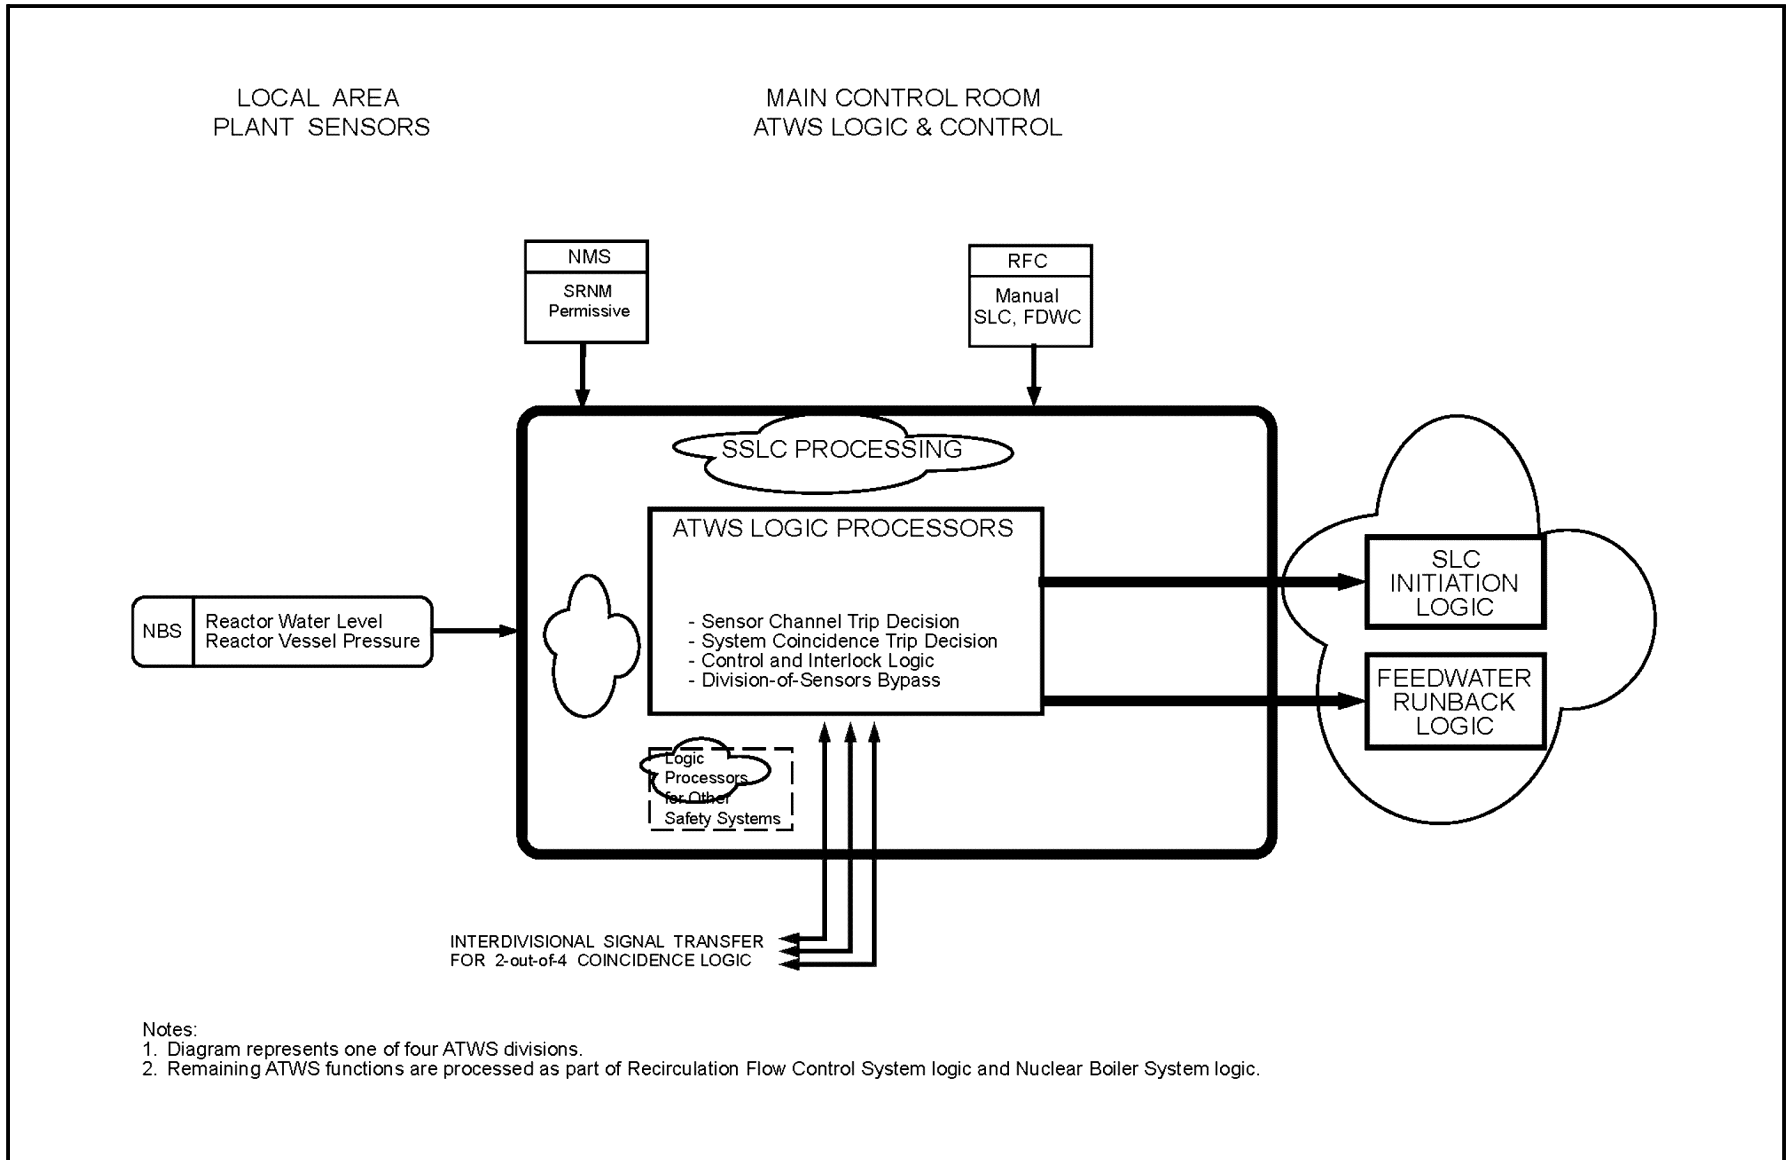 LOCAL AREA
PLANT SENSORS
MAIN CONTROL ROOM
ATWS LOGIC & CONTROL
NMS
SRNM
Permissive
RFC
Manual
SLC, FDWC
SSLC PROCESSING
ATWS LOGIC PROCESSORS
- Sensor Channel Trip Decision
- System Coincidence Trip Decision
- Control and Interlock Logic
- Division-of-Sensors Bypass
NBS
Reactor Water Level
Reactor Vessel Pressure
SLC
INITIATION
LOGIC
FEEDWATER
RUNBACK
LOGIC
Logic
Processors
for Other
Safety Systems
INTERDIVISIONAL SIGNAL TRANSFER
FOR 2-out-of-4 COINCIDENCE LOGIC
Notes:
1. Diagram represents one of four ATWS divisions.
2. Remaining ATWS functions are processed as part of Recirculation Flow Control System logic and Nuclear Boiler System logic.